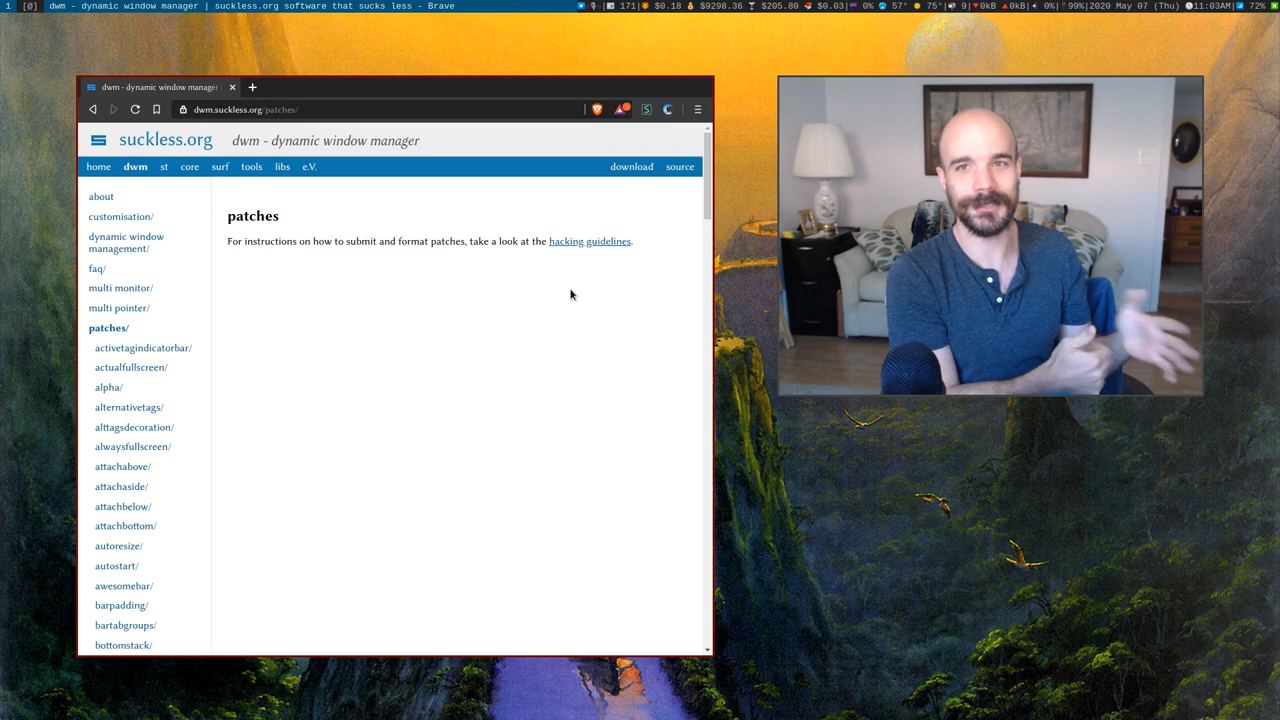 1 [@] dwm - dynamic window manager | suckless.org software that sucks less - Brave
171| $0.18 $9298.36 $205.80 $0.03| 0% 57° 75°| 9| 0kB 0kB| 0%| 99%|2020 May 07 (Thu) 11:03AM| 72%
dwm - dynamic window manager
dwm.suckless.org/patches/
suckless.org dwm - dynamic window manager
home dwm st core surf tools libs e.V. download source
about
customisation/
dynamic window
management/
faq/
multi monitor/
multi pointer/
patches/
activetagindicatorbar/
actualfullscreen/
alpha/
alternativetags/
alttagsdecoration/
alwaysfullscreen/
attachabove/
attachaside/
attachbelow/
attachbottom/
autoresize/
autostart/
awesomebar/
barpadding/
bartabgroups/
bottomstack/
patches
For instructions on how to submit and format patches, take a look at the hacking guidelines.